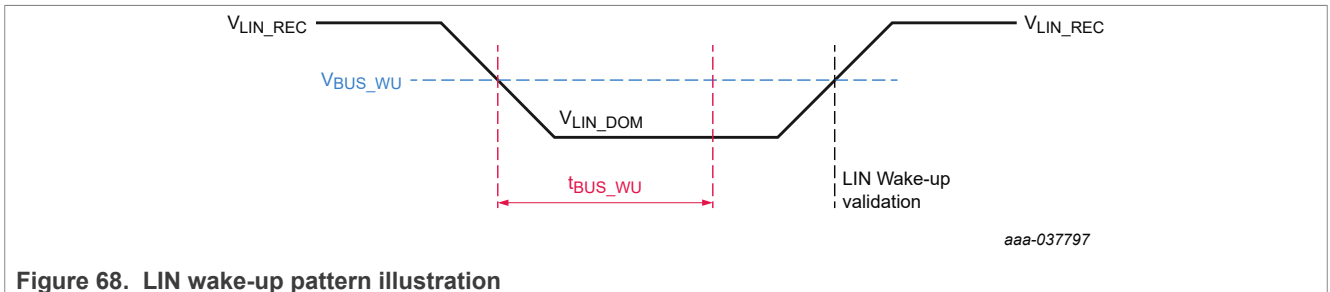 VLIN_REC
VLIN_REC
VBUS_WU
VLIN_DOM
tBUS_WU
LIN Wake-up
validation
aaa-037797
Figure 68. LIN wake-up pattern illustration